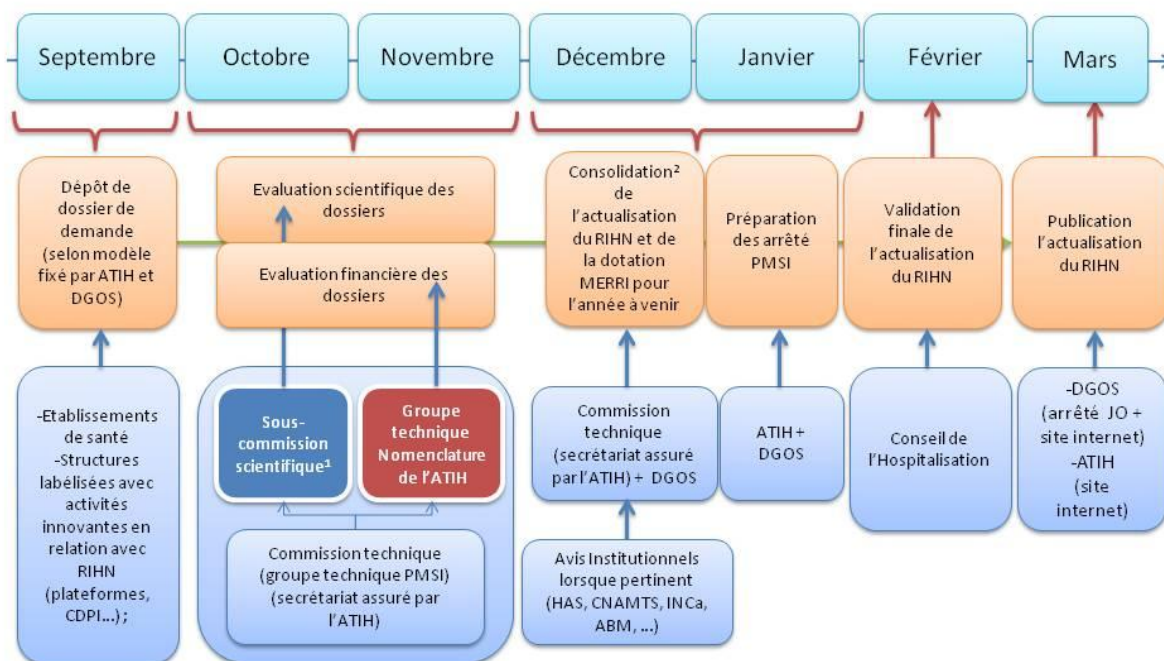 Septembre
Octobre
Novembre
Décembre
Janvier
Février
Mars
Dépôt de
dossier de
demande
(selon modèle
fixé par ATIH et
DGOS)
Evaluation scientifique des
dossiers
Evaluation financière des
dossiers
Consolidation² 
de
l'actualisation
du RIHN et de
la dotation
MERRI pour
l'année à venir
Préparation
des arrêté
PMSI
Validation
finale de
l'actualisation
du RIHN
Publication
l'actualisation
du RIHN
-Etablissements
de santé
-Structures
labélisées avec
activités
innovantes en
relation avec
RIHN
(plateformes,
CDPI...) ;
Sous-
commission
scientifique¹
Groupe
technique
Nomenclature
de l'ATIH
Commission technique
(groupe technique PMSI)
(secrétariat assuré par
l'ATIH)
Commission
technique
(secrétariat assuré
par l'ATIH) + DGOS
Avis Institutionnels
lorsque pertinent
(HAS, CNAMTS, INCa,
ABM, ...)
ATIH +
DGOS
Conseil de
l'Hospitalisation
-DGOS
(arrêté JO +
site internet)
-ATIH
(site
internet)